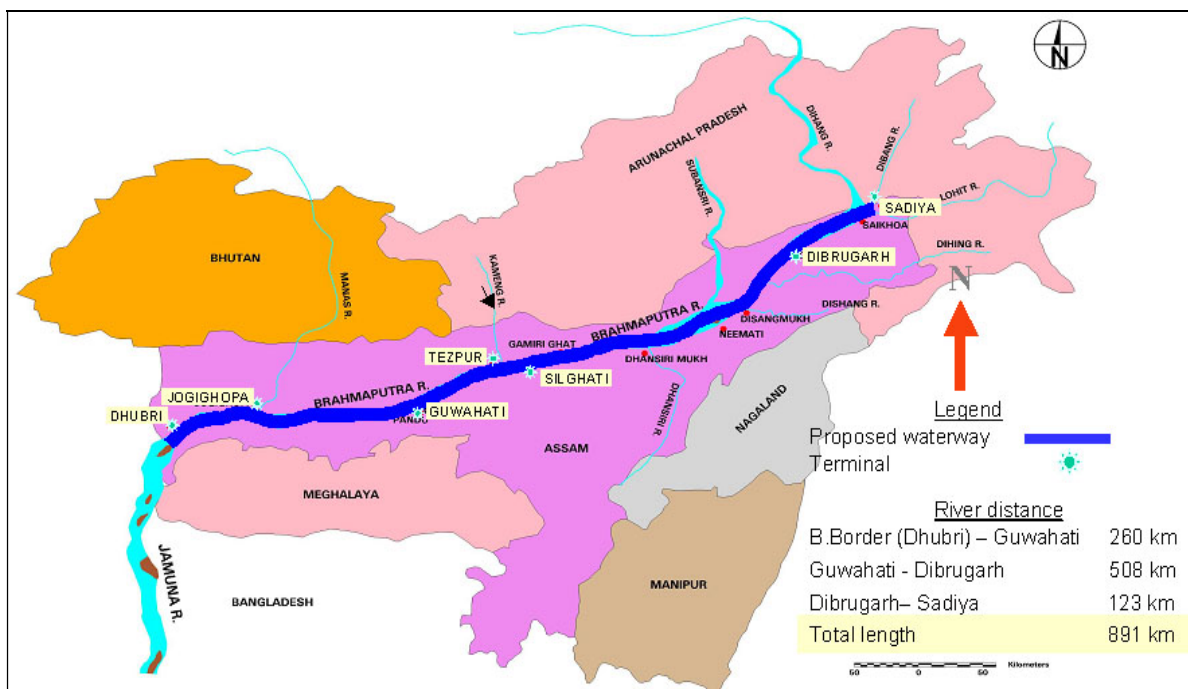 N
ARUNACHAL PRADESH
DIHANG R.
DIBANG R.
SUBANSRI R.
LOHIT R.
SADIYA
SAIKHOA
DIHING R.
BHUTAN
MANAS R.
KAMENG R.
DIBRUGARH
N
DISHANG R.
BRAHMAPUTRA R.
DISANGMUKH
NEEMATI
GAMIRI GHAT
TEZPUR
DHANSIRI MUKH
SILGHATI
JOGIGHOPA
BRAHMAPUTRA R.
DHUBRI
GUWAHATI
PANDU
DHANSIRI R.
NAGALAND
ASSAM
MEGHALAYA
JAMUNA R.
BANGLADESH
MANIPUR
Legend
Proposed waterway
Terminal
River distance
B.Border (Dhubri) – Guwahati 260 km
Guwahati - Dibrugarh 508 km
Dibrugarh– Sadiya 123 km
Total length 891 km
50 0 50 Kilometers